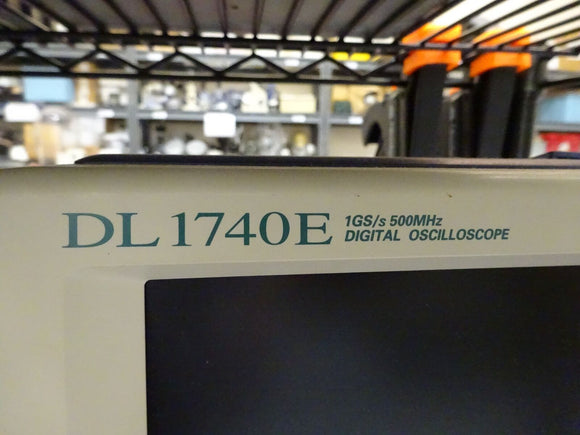 DL1740E
1GS/s 500MHz
DIGITAL OSCILLOSCOPE